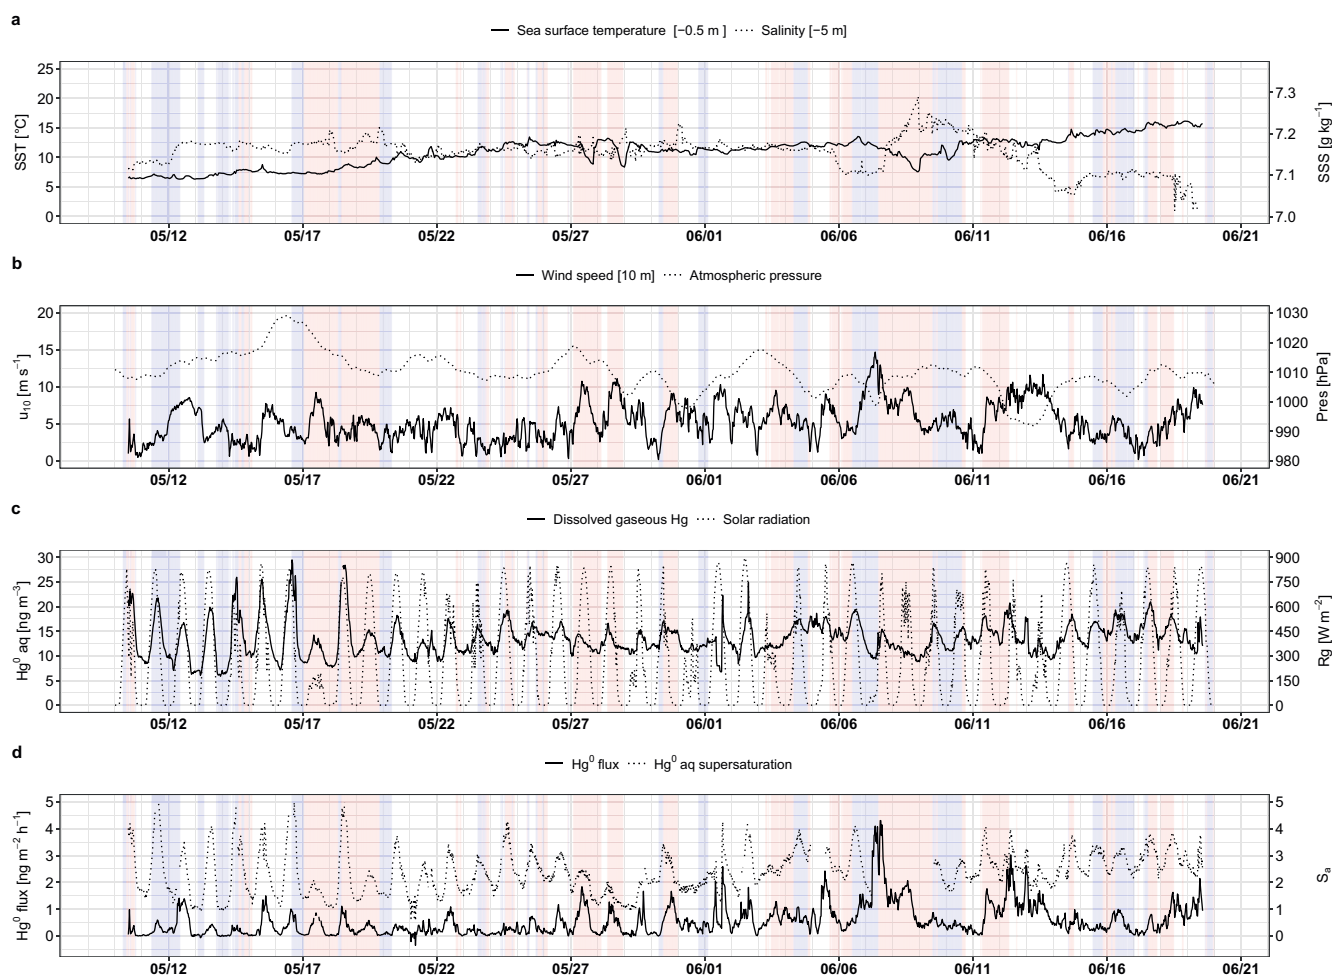 a
Sea surface temperature [−0.5 m ] Salinity [−5 m]
25
20
15
10
5
0
SST [°C]
7.3
7.2
7.1
7.0
SSS [g kg⁻¹]
05/12 05/17 05/22 05/27 06/01 06/06 06/11 06/16 06/21
b
Wind speed [10 m] Atmospheric pressure
20
15
10
5
0
u₁₀ [m s⁻¹]
1030
1020
1010
1000
990
980
Pres [hPa]
05/12 05/17 05/22 05/27 06/01 06/06 06/11 06/16 06/21
c
Dissolved gaseous Hg Solar radiation
30
25
20
15
10
5
0
Hg⁰ aq [ng m⁻³]
900
750
600
450
300
150
0
Rg [W m⁻²]
05/12 05/17 05/22 05/27 06/01 06/06 06/11 06/16 06/21
d
Hg⁰ flux Hg⁰ aq supersaturation
5
4
3
2
1
0
Hg⁰ flux [ng m⁻² h⁻¹]
5
4
3
2
1
0
Sₐ
05/12 05/17 05/22 05/27 06/01 06/06 06/11 06/16 06/21